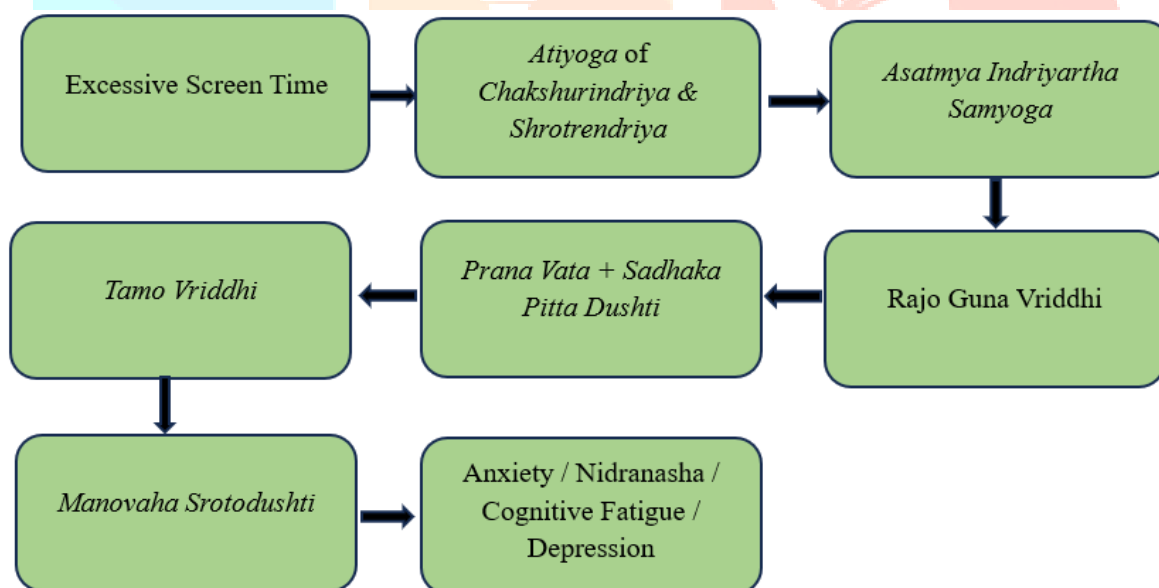 Excessive Screen Time
Atiyoga of
Chakshurindriya &
Shrotrendriya
Asatmya Indriyartha
Samyoga
Rajo Guna Vriddhi
Prana Vata + Sadhaka
Pitta Dushti
Tamo Vriddhi
Manovaha Srotodushti
Anxiety / Nidranasha /
Cognitive Fatigue /
Depression